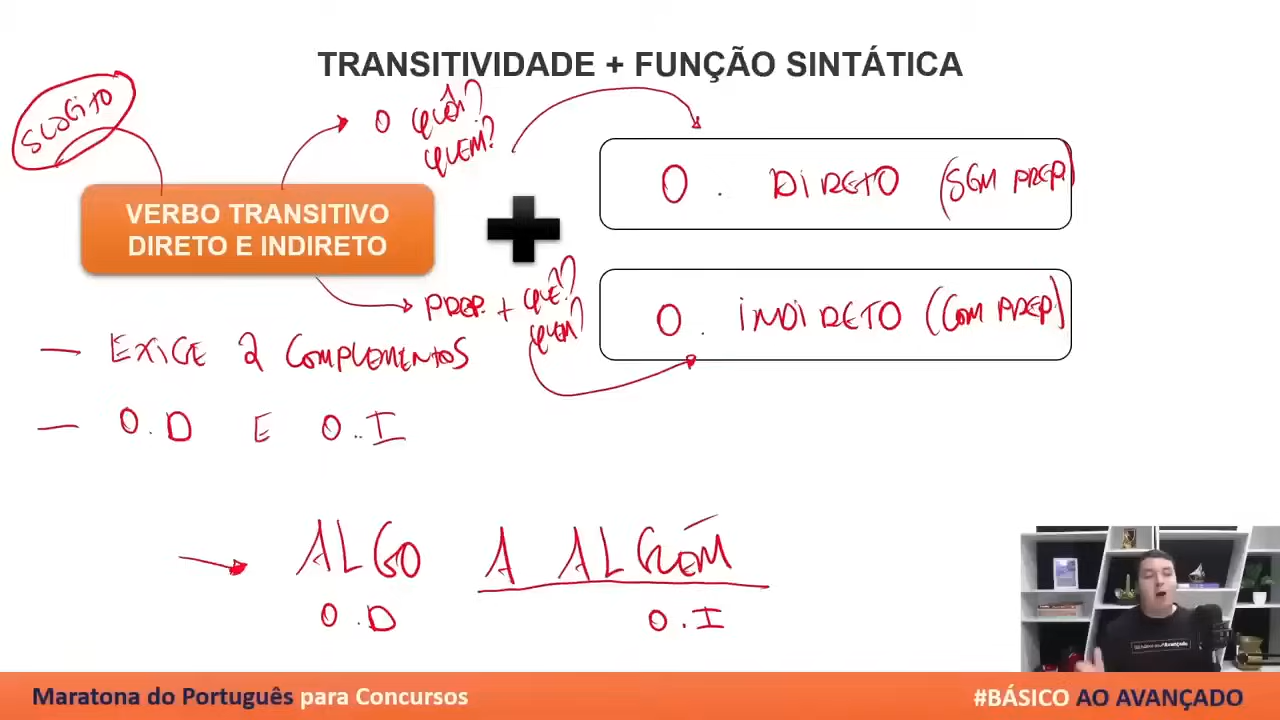 TRANSITIVIDADE + FUNÇÃO SINTÁTICA
SUJEITO
O QUÊ?
QUEM?
VERBO TRANSITIVO
DIRETO E INDIRETO
O. DIRETO (SEM PREP.)
PREP. + QUÊ?
QUEM?
O. INDIRETO (COM PREP.)
— EXIGE 2 COMPLEMENTOS
— O.D E O.I
ALGO A ALGUÉM
O.D O.I
Maratona do Português para Concursos
#BÁSICO AO AVANÇADO